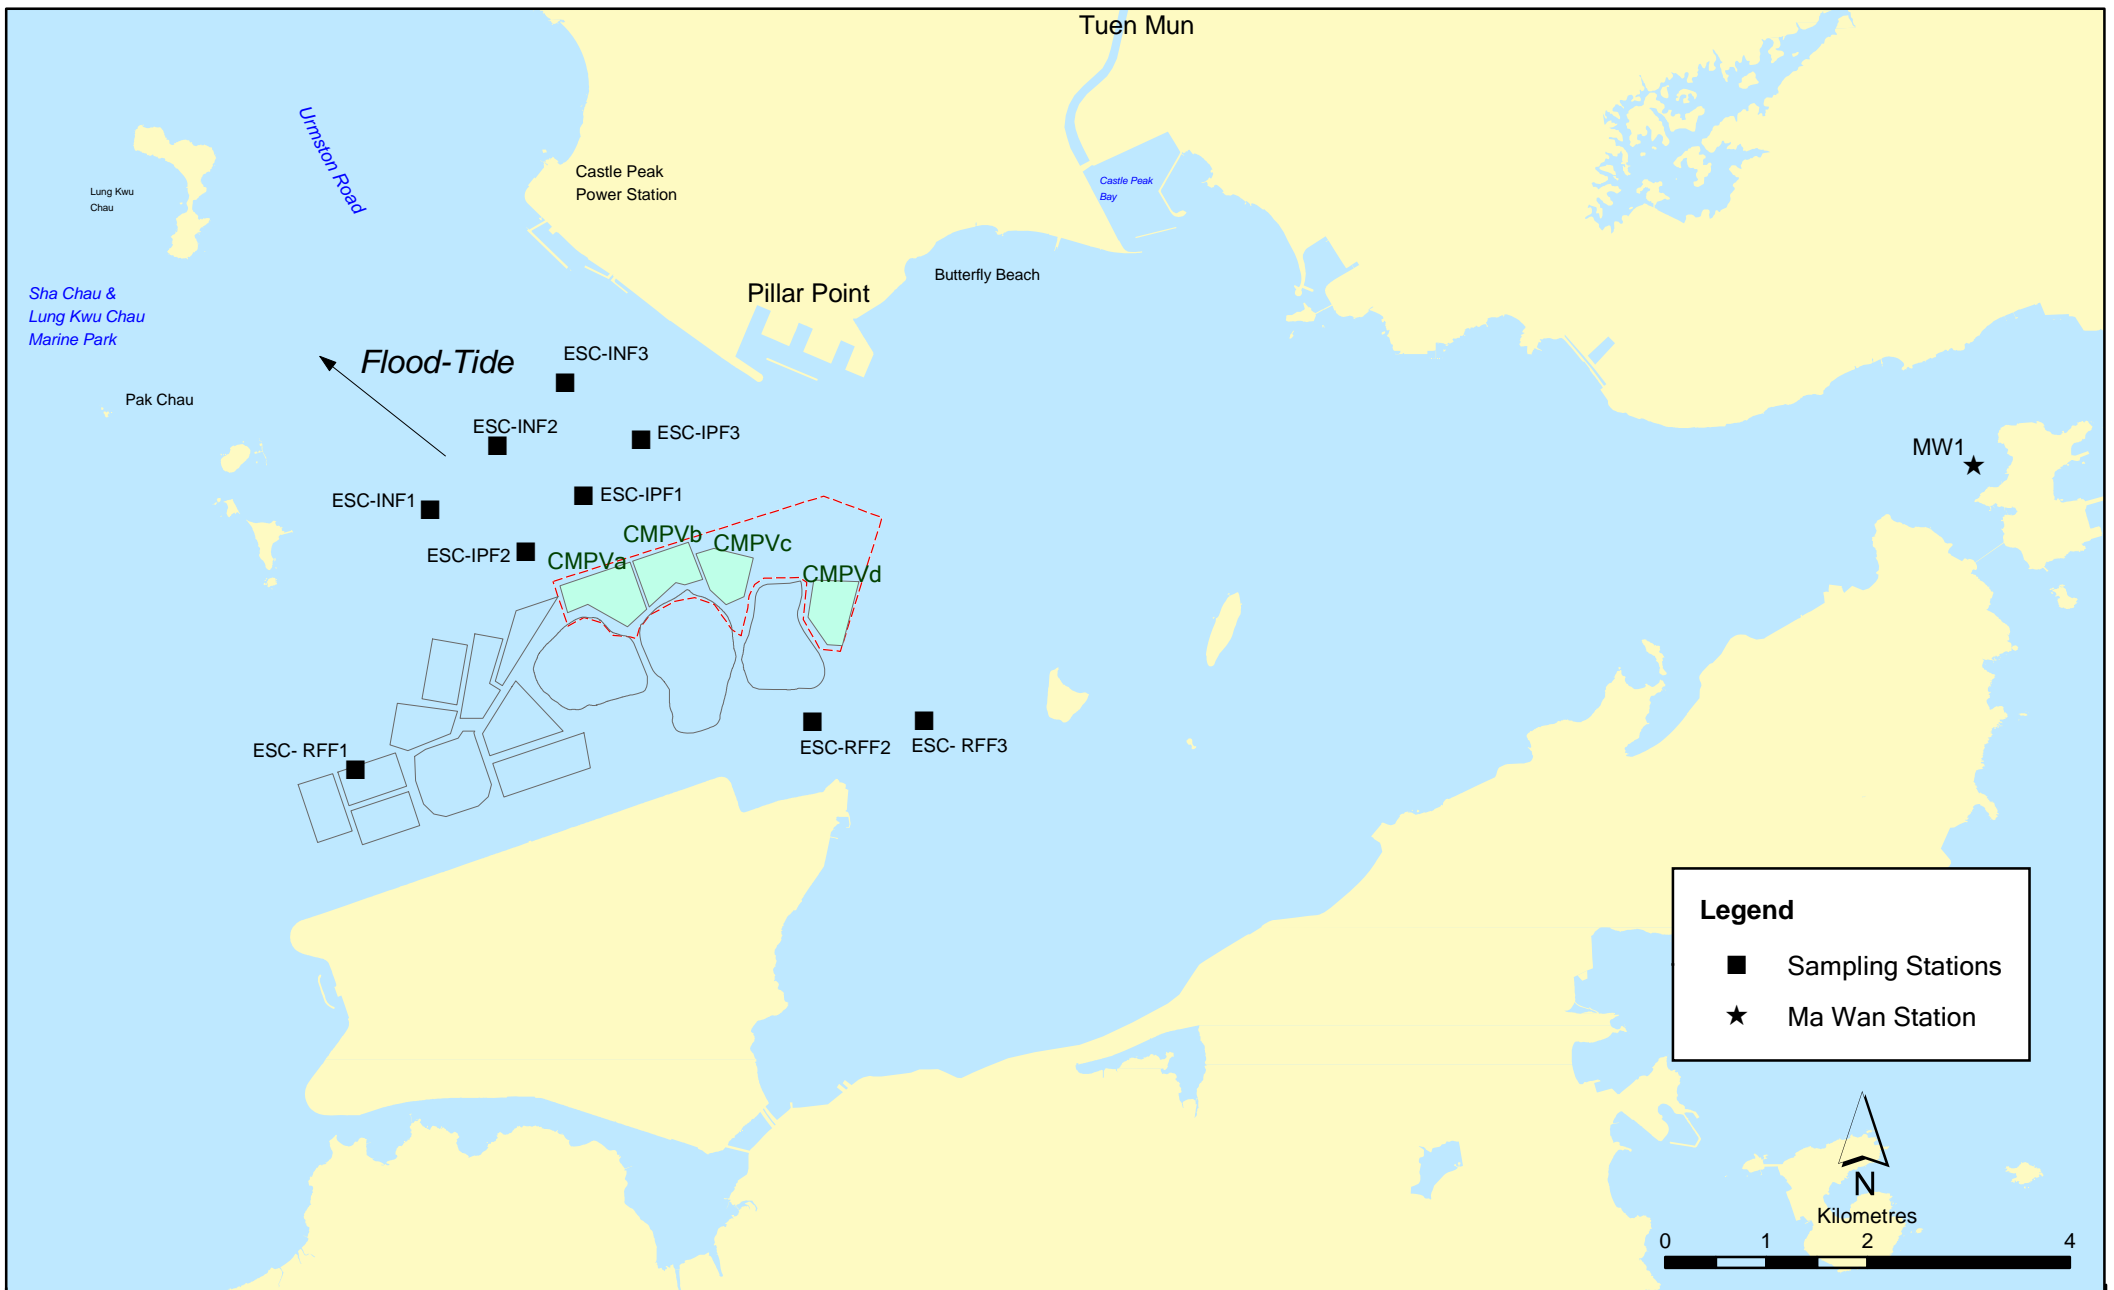 Tuen Mun
Urmston Road
Castle Peak
Power Station
Castle Peak
Bay
Lung Kwu
Chau
Butterfly Beach
Pillar Point
Sha Chau &
Lung Kwu Chau
Marine Park
Flood-Tide
ESC-INF3
Pak Chau
ESC-INF2
ESC-IPF3
MW1
ESC-INF1
ESC-IPF1
CMPVb
CMPVc
ESC-IPF2
CMPVa
CMPVd
ESC- RFF1
ESC-RFF2
ESC- RFF3
Legend
Sampling Stations
Ma Wan Station
N
Kilometres
0 1 2 4